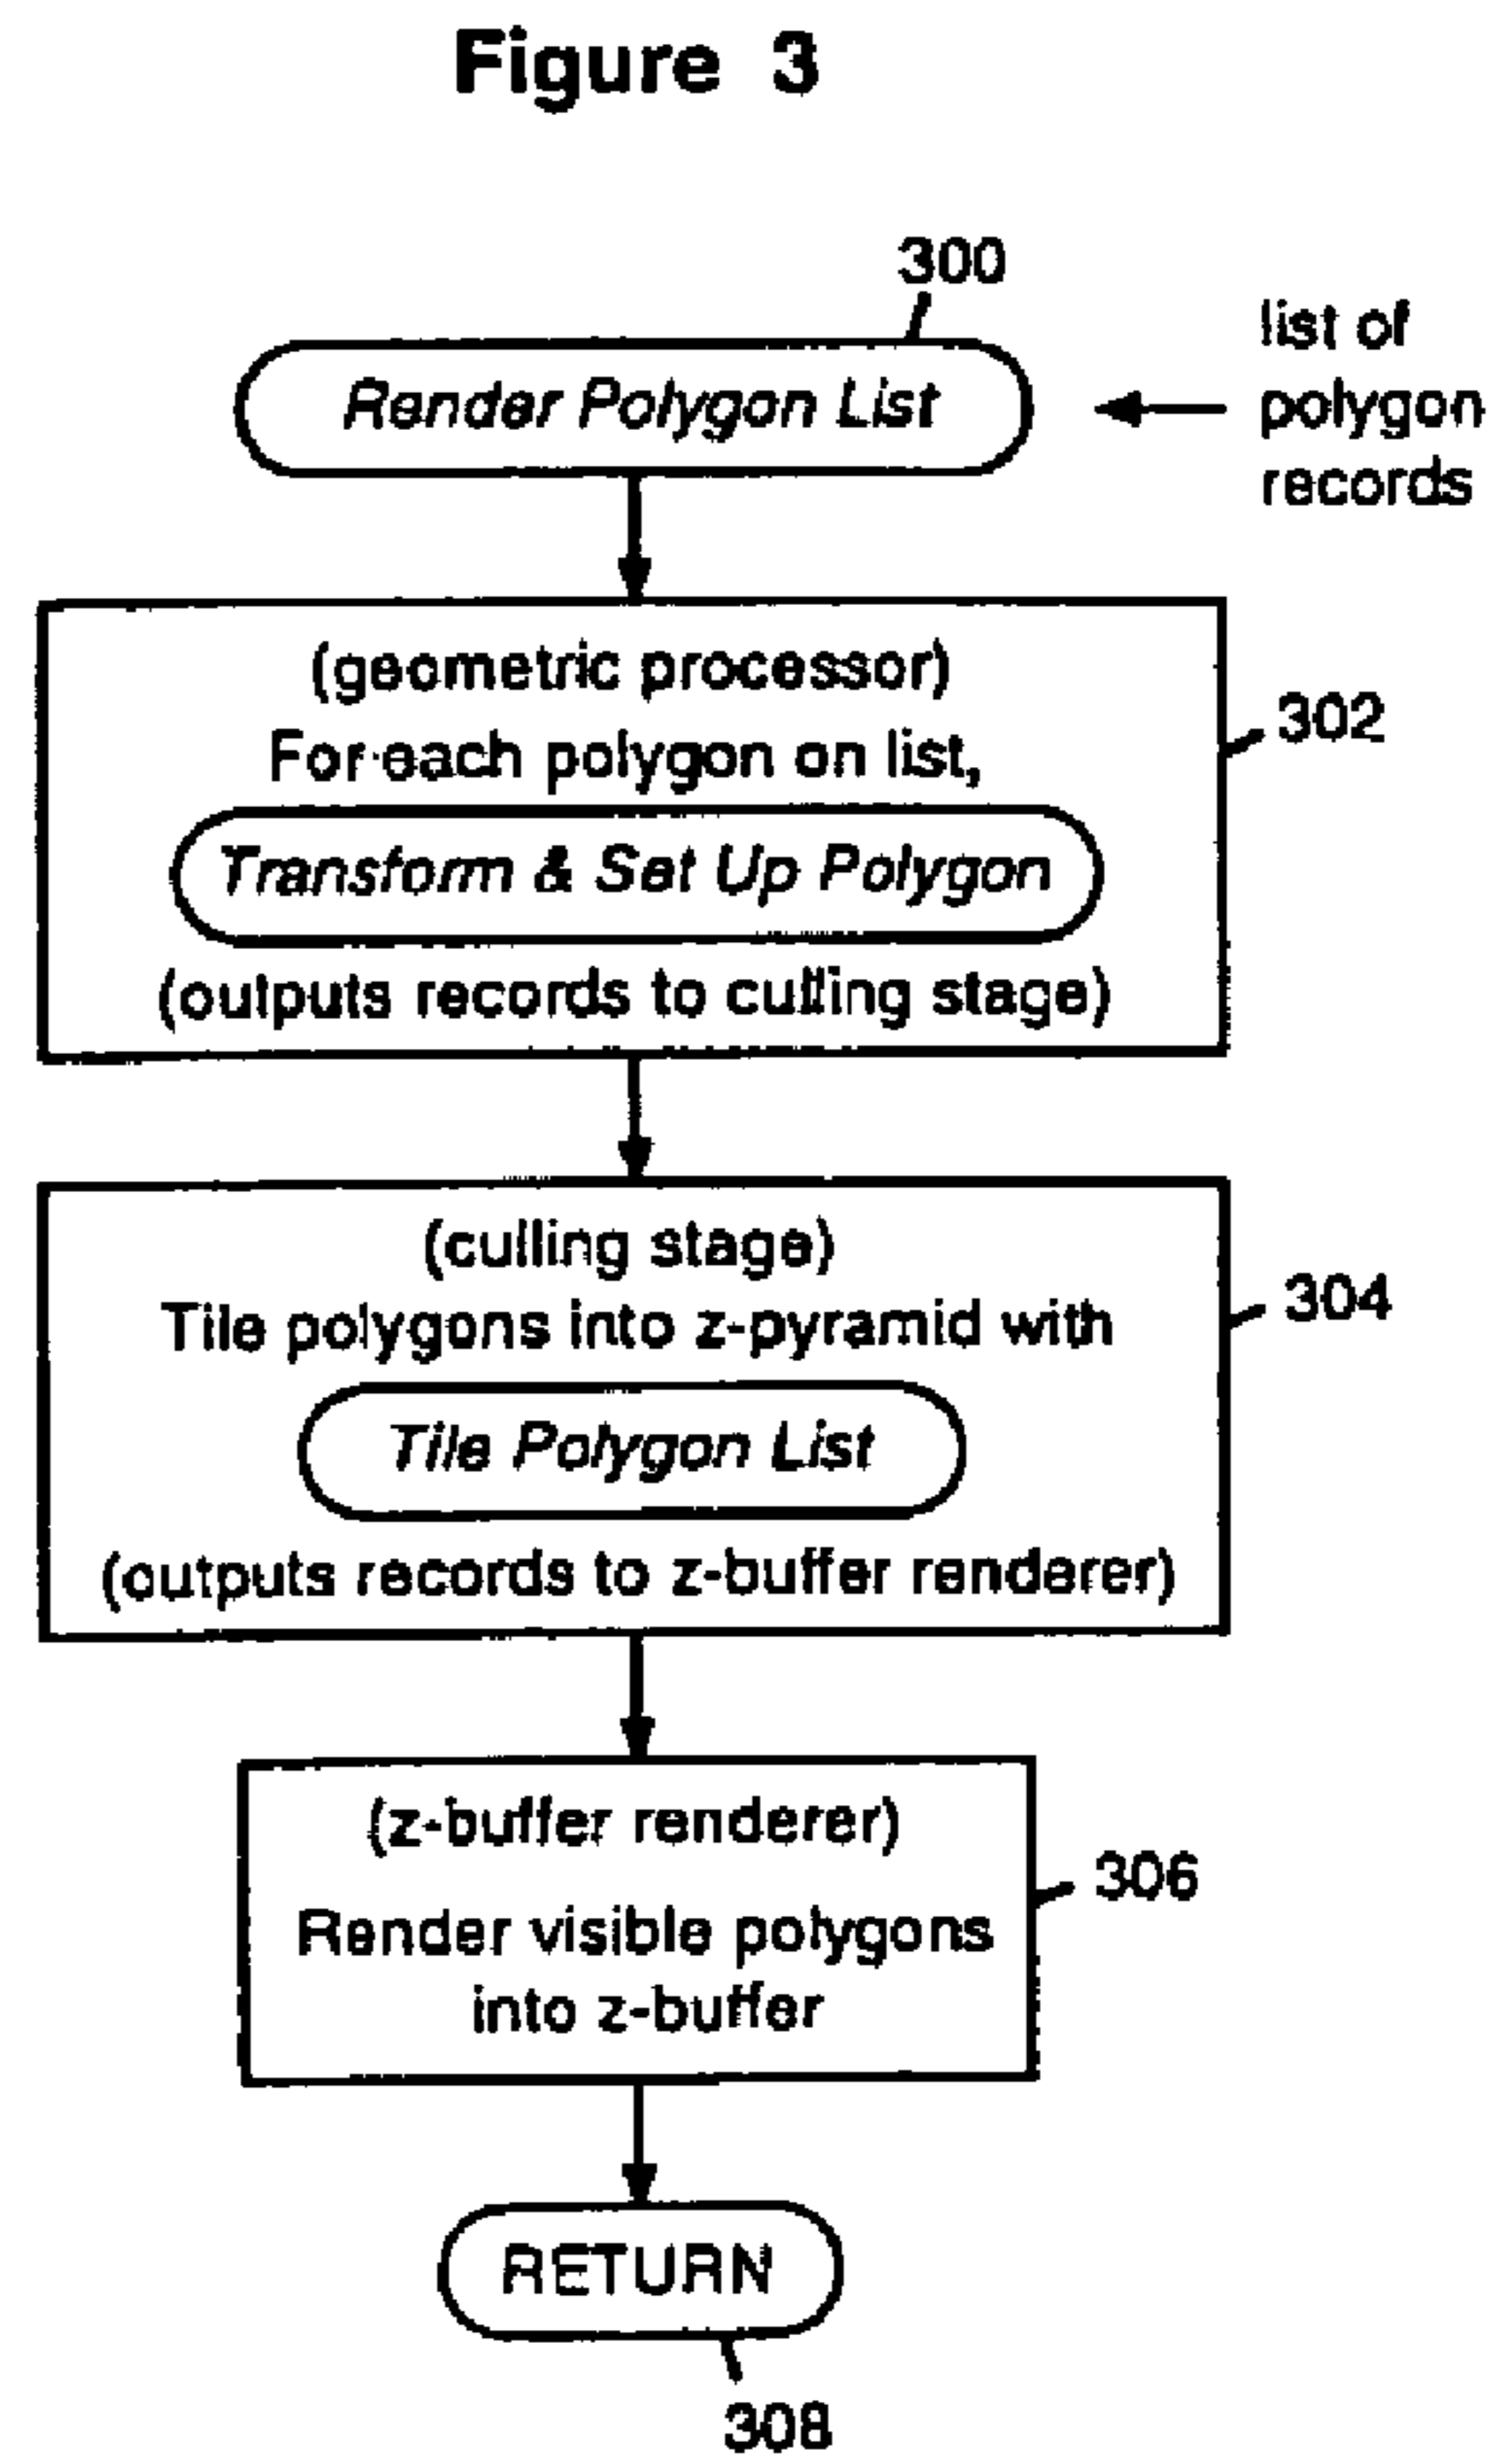 Figure 3
300
Render Polygon List
list of
polygon
records
(geometric processor)
For each polygon on list,
302
Transform & Set Up Polygon
(outputs records to culling stage)
(culling stage)
Tile polygons into z-pyramid with
304
Tile Polygon List
(outputs records to z-buffer renderer)
(z-buffer renderer)
306
Render visible polygons
into z-buffer
RETURN
308